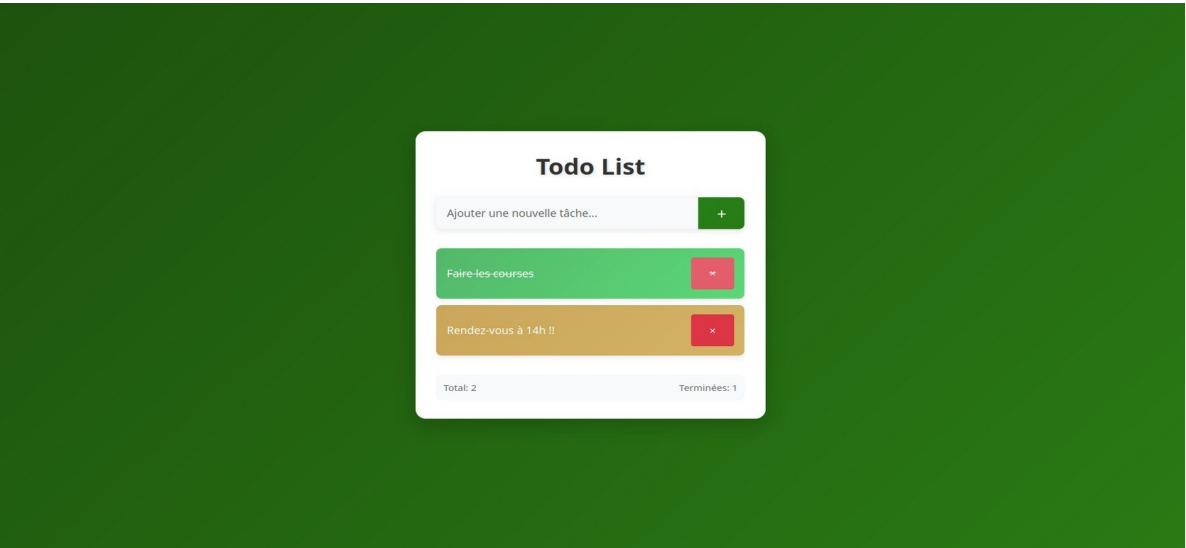 Todo List
Ajouter une nouvelle tâche...
+
Faire les courses
×
Rendez-vous à 14h !!
×
Total: 2
Terminées: 1